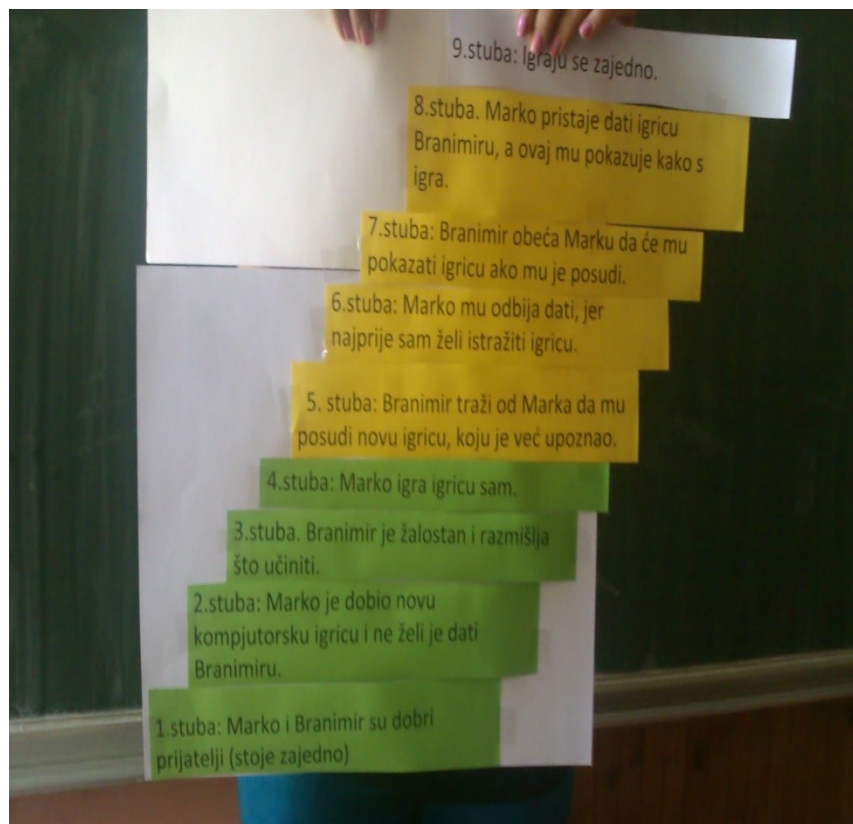 9.stuba: Igraju se zajedno.
8.stuba. Marko pristaje dati igricu
Branimiru, a ovaj mu pokazuje kako s
igra.
7.stuba: Branimir obeća Marku da će mu
pokazati igricu ako mu je posudi.
6.stuba: Marko mu odbija dati, jer
najprije sam želi istražiti igricu.
5. stuba: Branimir traži od Marka da mu
posudi novu igricu, koju je već upoznao.
4.stuba: Marko igra igricu sam.
3.stuba. Branimir je žalostan i razmišlja
što učiniti.
2.stuba: Marko je dobio novu
kompjutorsku igricu i ne želi je dati
Branimiru.
1.stuba: Marko i Branimir su dobri
prijatelji (stoje zajedno)